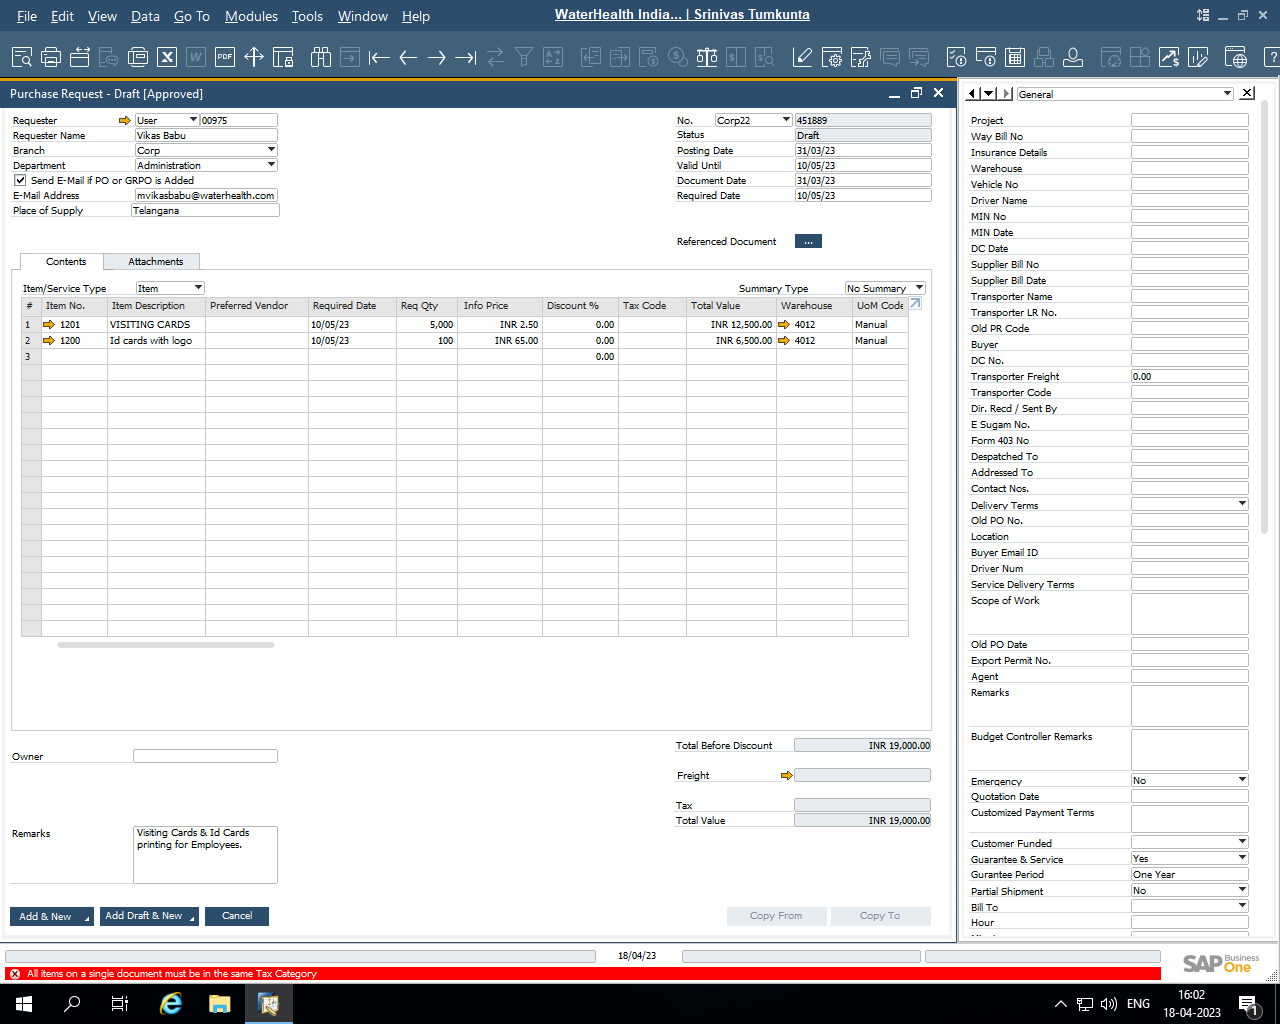 File Edit View Data Go To Modules Tools Window Help
WaterHealth India... | Srinivas Tumkunta
Purchase Request - Draft [Approved]
Requester User 00975
Requester Name Vikas Babu
Branch Corp
Department Administration
Send E-Mail if PO or GRPO is Added
E-Mail Address mvikasbabu@waterhealth.com
Place of Supply Telangana
No. Corp22 451889
Status Draft
Posting Date 31/03/23
Valid Until 10/05/23
Document Date 31/03/23
Required Date 10/05/23
Referenced Document ...
Contents Attachments
Item/Service Type Item
Summary Type No Summary
# Item No. Item Description Preferred Vendor Required Date Req Qty Info Price Discount % Tax Code Total Value Warehouse UoM Code
1 1201 VISITING CARDS 10/05/23 5,000 INR 2.50 0.00 INR 12,500.00 4012 Manual
2 1200 Id cards with logo 10/05/23 100 INR 65.00 0.00 INR 6,500.00 4012 Manual
3 0.00
Owner
Remarks Visiting Cards & Id Cards
printing for Employees.
Total Before Discount INR 19,000.00
Freight
Tax
Total Value INR 19,000.00
Add & New Add Draft & New Cancel
Copy From Copy To
General
Project
Way Bill No
Insurance Details
Warehouse
Vehicle No
Driver Name
MIN No
MIN Date
DC Date
Supplier Bill No
Supplier Bill Date
Transporter Name
Transporter LR No.
Old PR Code
Buyer
DC No.
Transporter Freight 0.00
Transporter Code
Dir. Recd / Sent By
E Sugam No.
Form 403 No
Despatched To
Addressed To
Contact Nos.
Delivery Terms
Old PO No.
Location
Buyer Email ID
Driver Num
Service Delivery Terms
Scope of Work
Old PO Date
Export Permit No.
Agent
Remarks
Budget Controller Remarks
Emergency No
Quotation Date
Customized Payment Terms
Customer Funded
Guarantee & Service Yes
Gurantee Period One Year
Partial Shipment No
Bill To
Hour
18/04/23
All items on a single document must be in the same Tax Category
SAP Business One
ENG
16:02
18-04-2023
1